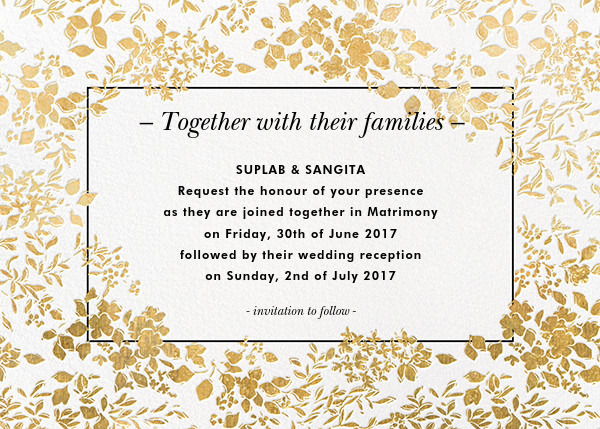 – Together with their families –
SUPLAB & SANGITA
Request the honour of your presence
as they are joined together in Matrimony
on Friday, 30th of June 2017
followed by their wedding reception
on Sunday, 2nd of July 2017
- invitation to follow -